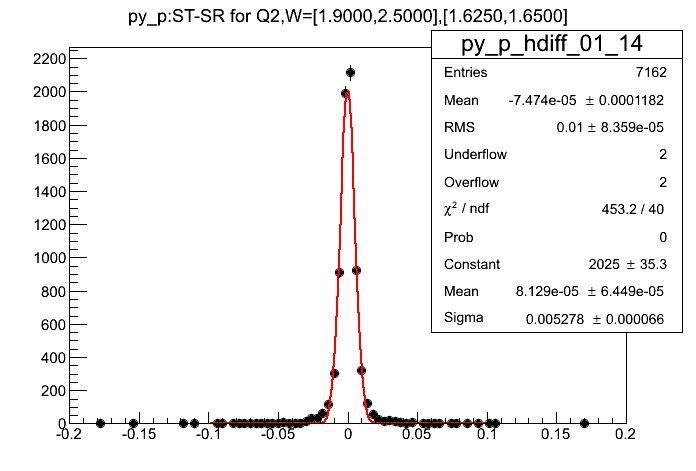 py_p:ST-SR for Q2,W=[1.9000,2.5000],[1.6250,1.6500]
py_p_hdiff_01_14
Entries 7162
Mean -7.474e-05 ± 0.0001182
RMS 0.01 ± 8.359e-05
Underflow 2
Overflow 2
χ² / ndf 453.2 / 40
Prob 0
Constant 2025 ± 35.3
Mean 8.129e-05 ± 6.449e-05
Sigma 0.005278 ± 0.000066
2200
2000
1800
1600
1400
1200
1000
800
600
400
200
0
-0.2 -0.15 -0.1 -0.05 0 0.05 0.1 0.15 0.2